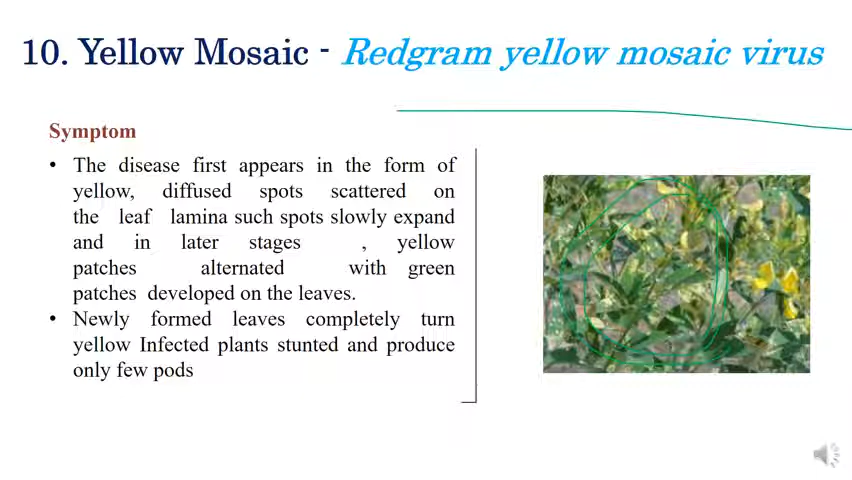 10. Yellow Mosaic - Redgram yellow mosaic virus
Symptom
• The disease first appears in the form of
yellow, diffused spots scattered on
the leaf lamina such spots slowly expand
and in later stages , yellow
patches alternated with green
patches developed on the leaves.
• Newly formed leaves completely turn
yellow Infected plants stunted and produce
only few pods